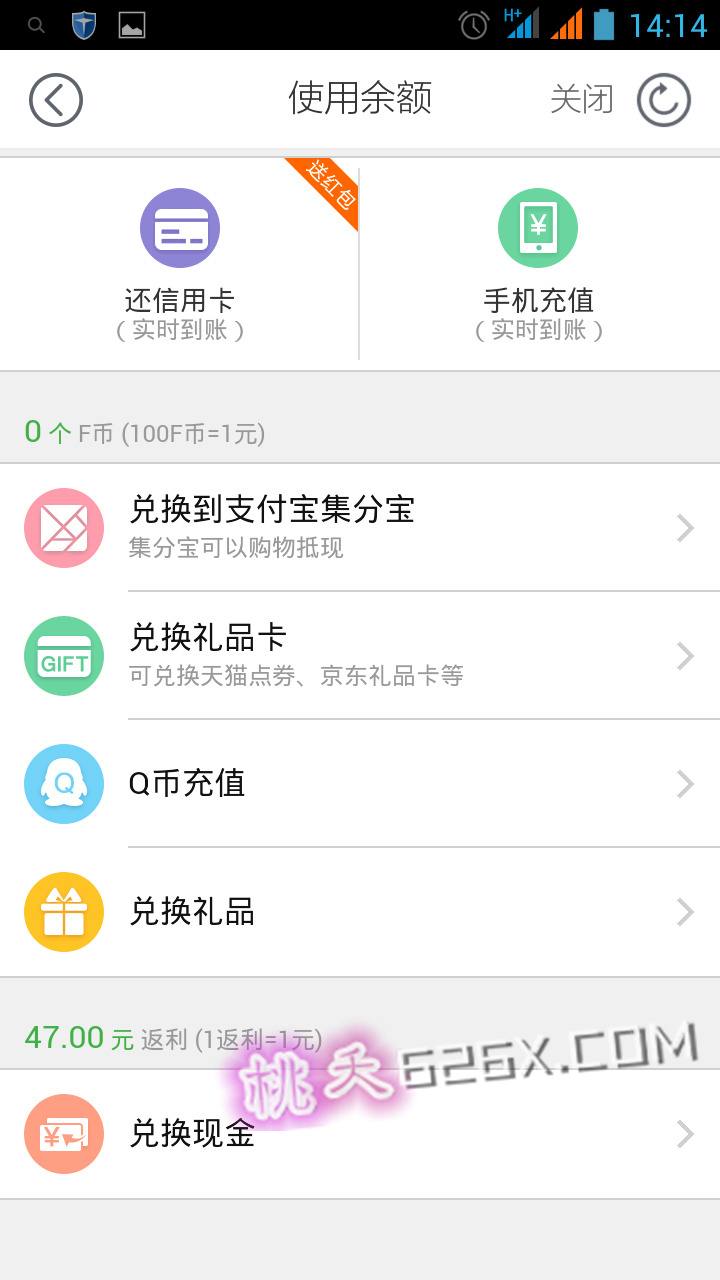 H+ 14:14
使用余额 关闭
送红包
还信用卡
（实时到账）
手机充值
¥
（实时到账）
0 个 F币 (100F币=1元)
兑换到支付宝集分宝
集分宝可以购物抵现
兑换礼品卡
GIFT
可兑换天猫点券、京东礼品卡等
Q
Q币充值
兑换礼品
47.00 元 返利 (1返利=1元)
桃夭 626X.COM
¥
兑换现金